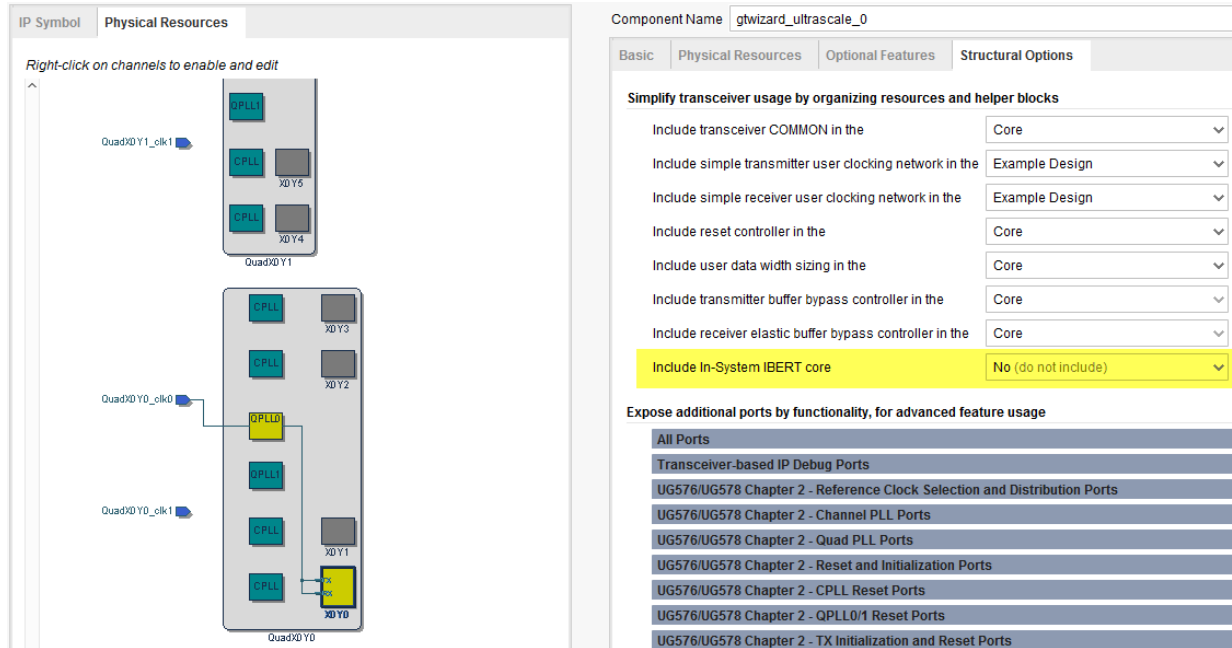 IP Symbol
Physical Resources
Right-click on channels to enable and edit
QPLL1
QuadX0Y1_clk1
CPLL
X0Y5
CPLL
X0Y4
QuadX0Y1
CPLL
X0Y3
CPLL
X0Y2
QuadX0Y0_clk0
QPLL0
QPLL1
QuadX0Y0_clk1
CPLL
X0Y1
CPLL
TX
RX
X0Y0
QuadX0Y0
Component Name gtwizard_ultrascale_0
Basic
Physical Resources
Optional Features
Structural Options
Simplify transceiver usage by organizing resources and helper blocks
Include transceiver COMMON in the Core
Include simple transmitter user clocking network in the Example Design
Include simple receiver user clocking network in the Example Design
Include reset controller in the Core
Include user data width sizing in the Core
Include transmitter buffer bypass controller in the Core
Include receiver elastic buffer bypass controller in the Core
Include In-System IBERT core No (do not include)
Expose additional ports by functionality, for advanced feature usage
All Ports
Transceiver-based IP Debug Ports
UG576/UG578 Chapter 2 - Reference Clock Selection and Distribution Ports
UG576/UG578 Chapter 2 - Channel PLL Ports
UG576/UG578 Chapter 2 - Quad PLL Ports
UG576/UG578 Chapter 2 - Reset and Initialization Ports
UG576/UG578 Chapter 2 - CPLL Reset Ports
UG576/UG578 Chapter 2 - QPLL0/1 Reset Ports
UG576/UG578 Chapter 2 - TX Initialization and Reset Ports